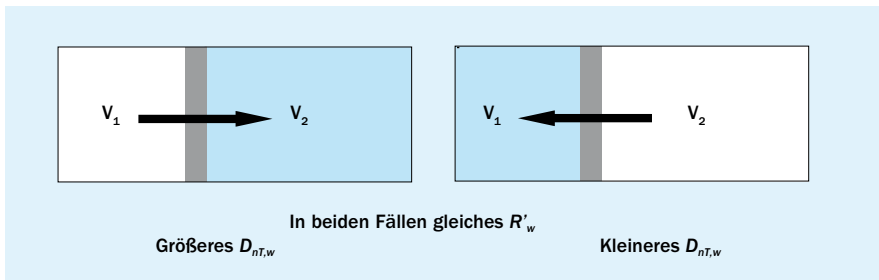 V₁ V₂
V₁ V₂
In beiden Fällen gleiches R'w
Größeres DnT,w
Kleineres DnT,w